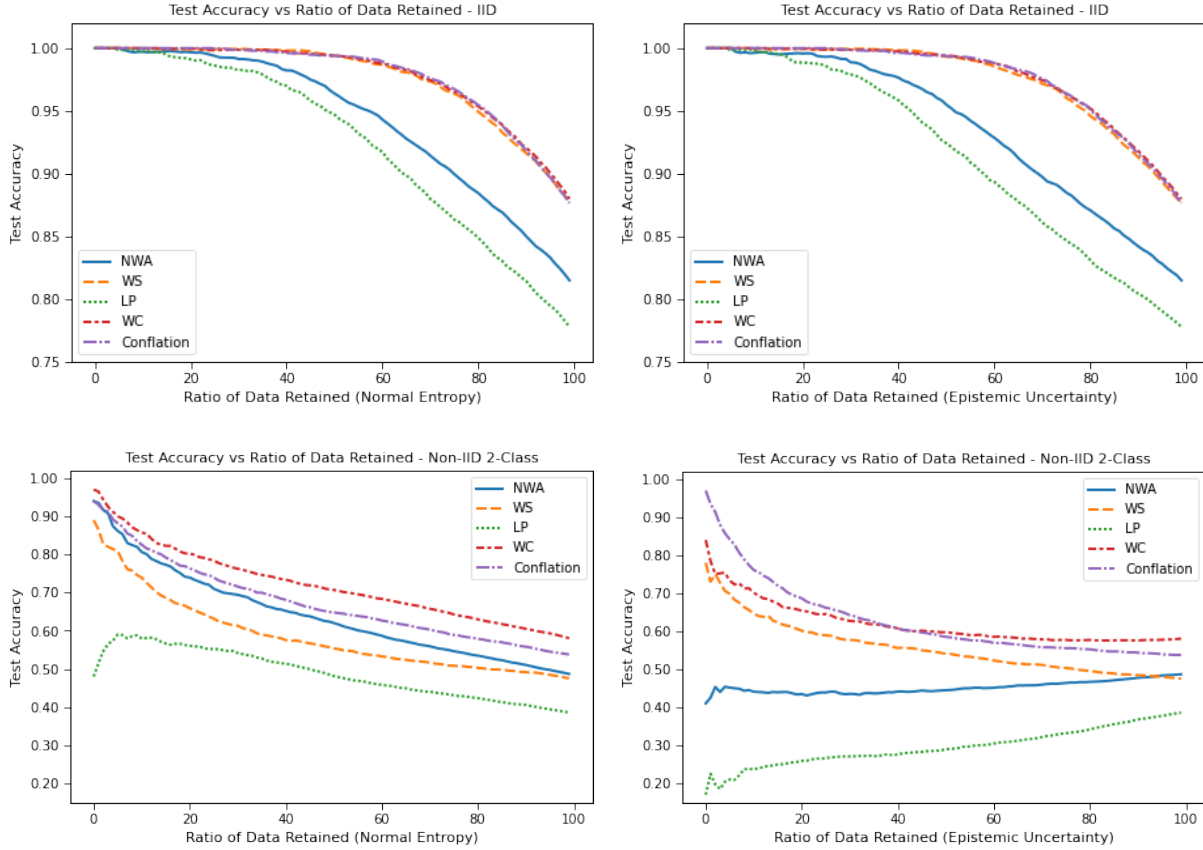 Test Accuracy vs Ratio of Data Retained - IID
1.00
0.95
0.90
0.85
0.80
0.75
Test Accuracy
NWA
WS
LP
WC
Conflation
0 20 40 60 80 100
Ratio of Data Retained (Normal Entropy)
Test Accuracy vs Ratio of Data Retained - IID
1.00
0.95
0.90
0.85
0.80
0.75
Test Accuracy
NWA
WS
LP
WC
Conflation
0 20 40 60 80 100
Ratio of Data Retained (Epistemic Uncertainty)
Test Accuracy vs Ratio of Data Retained - Non-IID 2-Class
1.00
0.90
0.80
0.70
0.60
0.50
0.40
0.30
0.20
Test Accuracy
NWA
WS
LP
WC
Conflation
0 20 40 60 80 100
Ratio of Data Retained (Normal Entropy)
Test Accuracy vs Ratio of Data Retained - Non-IID 2-Class
1.00
0.90
0.80
0.70
0.60
0.50
0.40
0.30
0.20
Test Accuracy
NWA
WS
LP
WC
Conflation
0 20 40 60 80 100
Ratio of Data Retained (Epistemic Uncertainty)